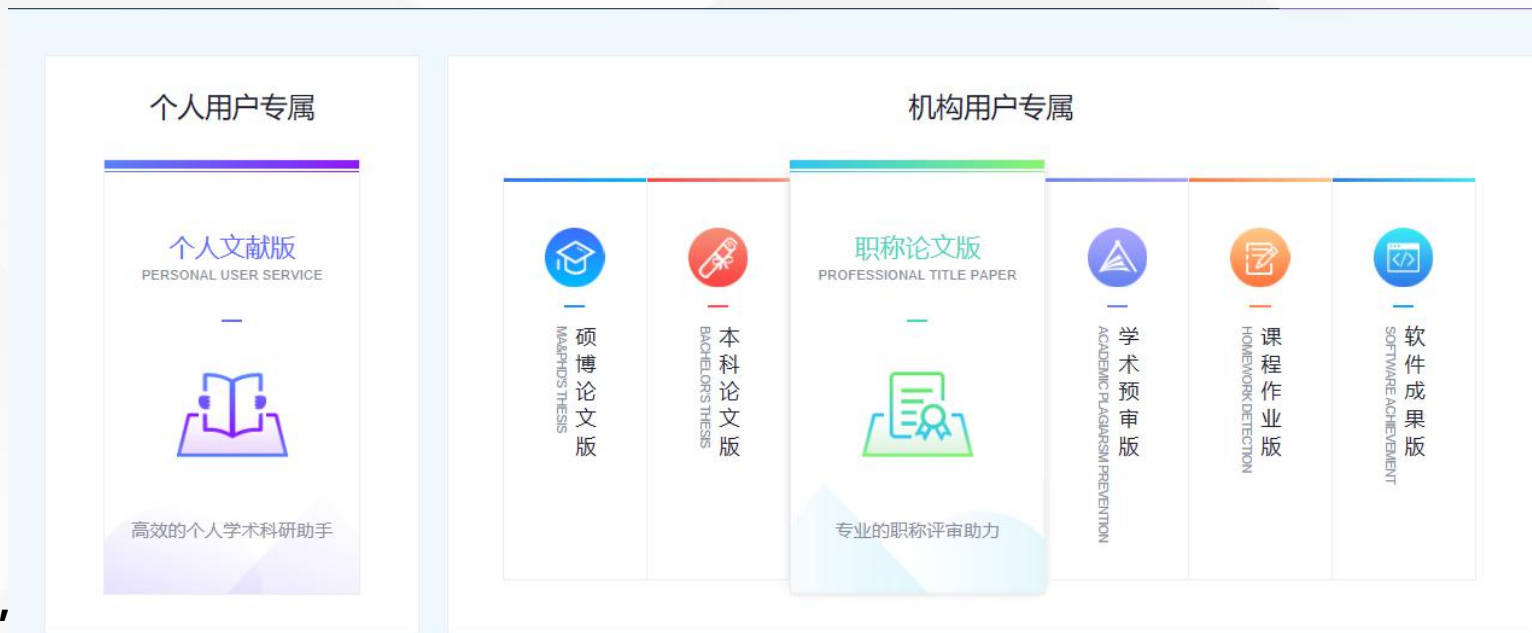 个人用户专属
个人文献版
PERSONAL USER SERVICE
高效的个人学术科研助手
机构用户专属
硕博论文版
MA&PHD'S THESIS
本科论文版
BACHELOR'S THESIS
职称论文版
PROFESSIONAL TITLE PAPER
专业的职称评审助力
学术预审版
ACADEMIC PLAGIARSM PREVENTION
课程作业版
HOMEWORK DETECTION
软件成果版
SOFTWARE ACHIEVEMENT